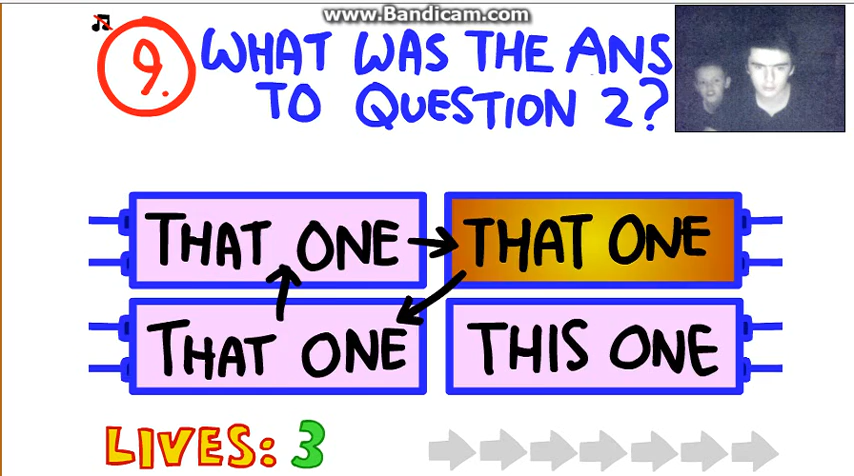 www.Bandicam.com
9. WHAT WAS THE ANS
TO QUESTION 2?
THAT ONE THAT ONE
THAT ONE THIS ONE
LIVES: 3